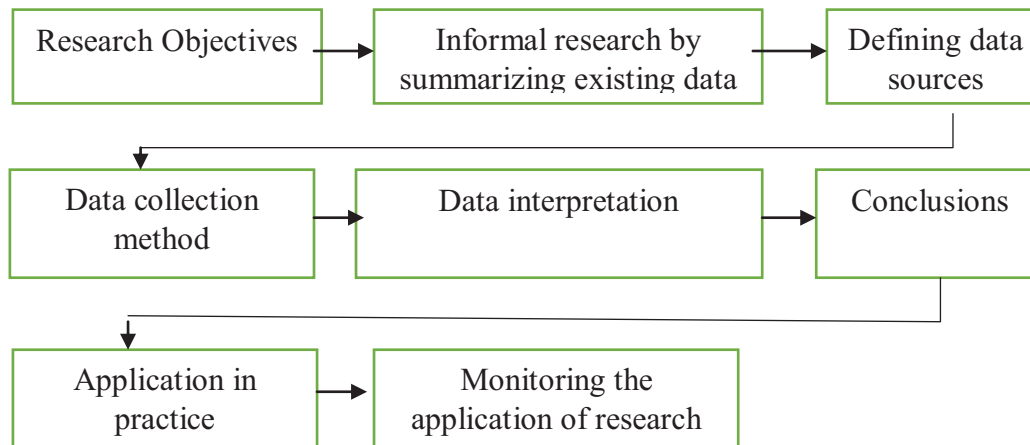 Research Objectives
Informal research by
summarizing existing data
Defining data
sources
Data collection
method
Data interpretation
Conclusions
Application in
practice
Monitoring the
application of research